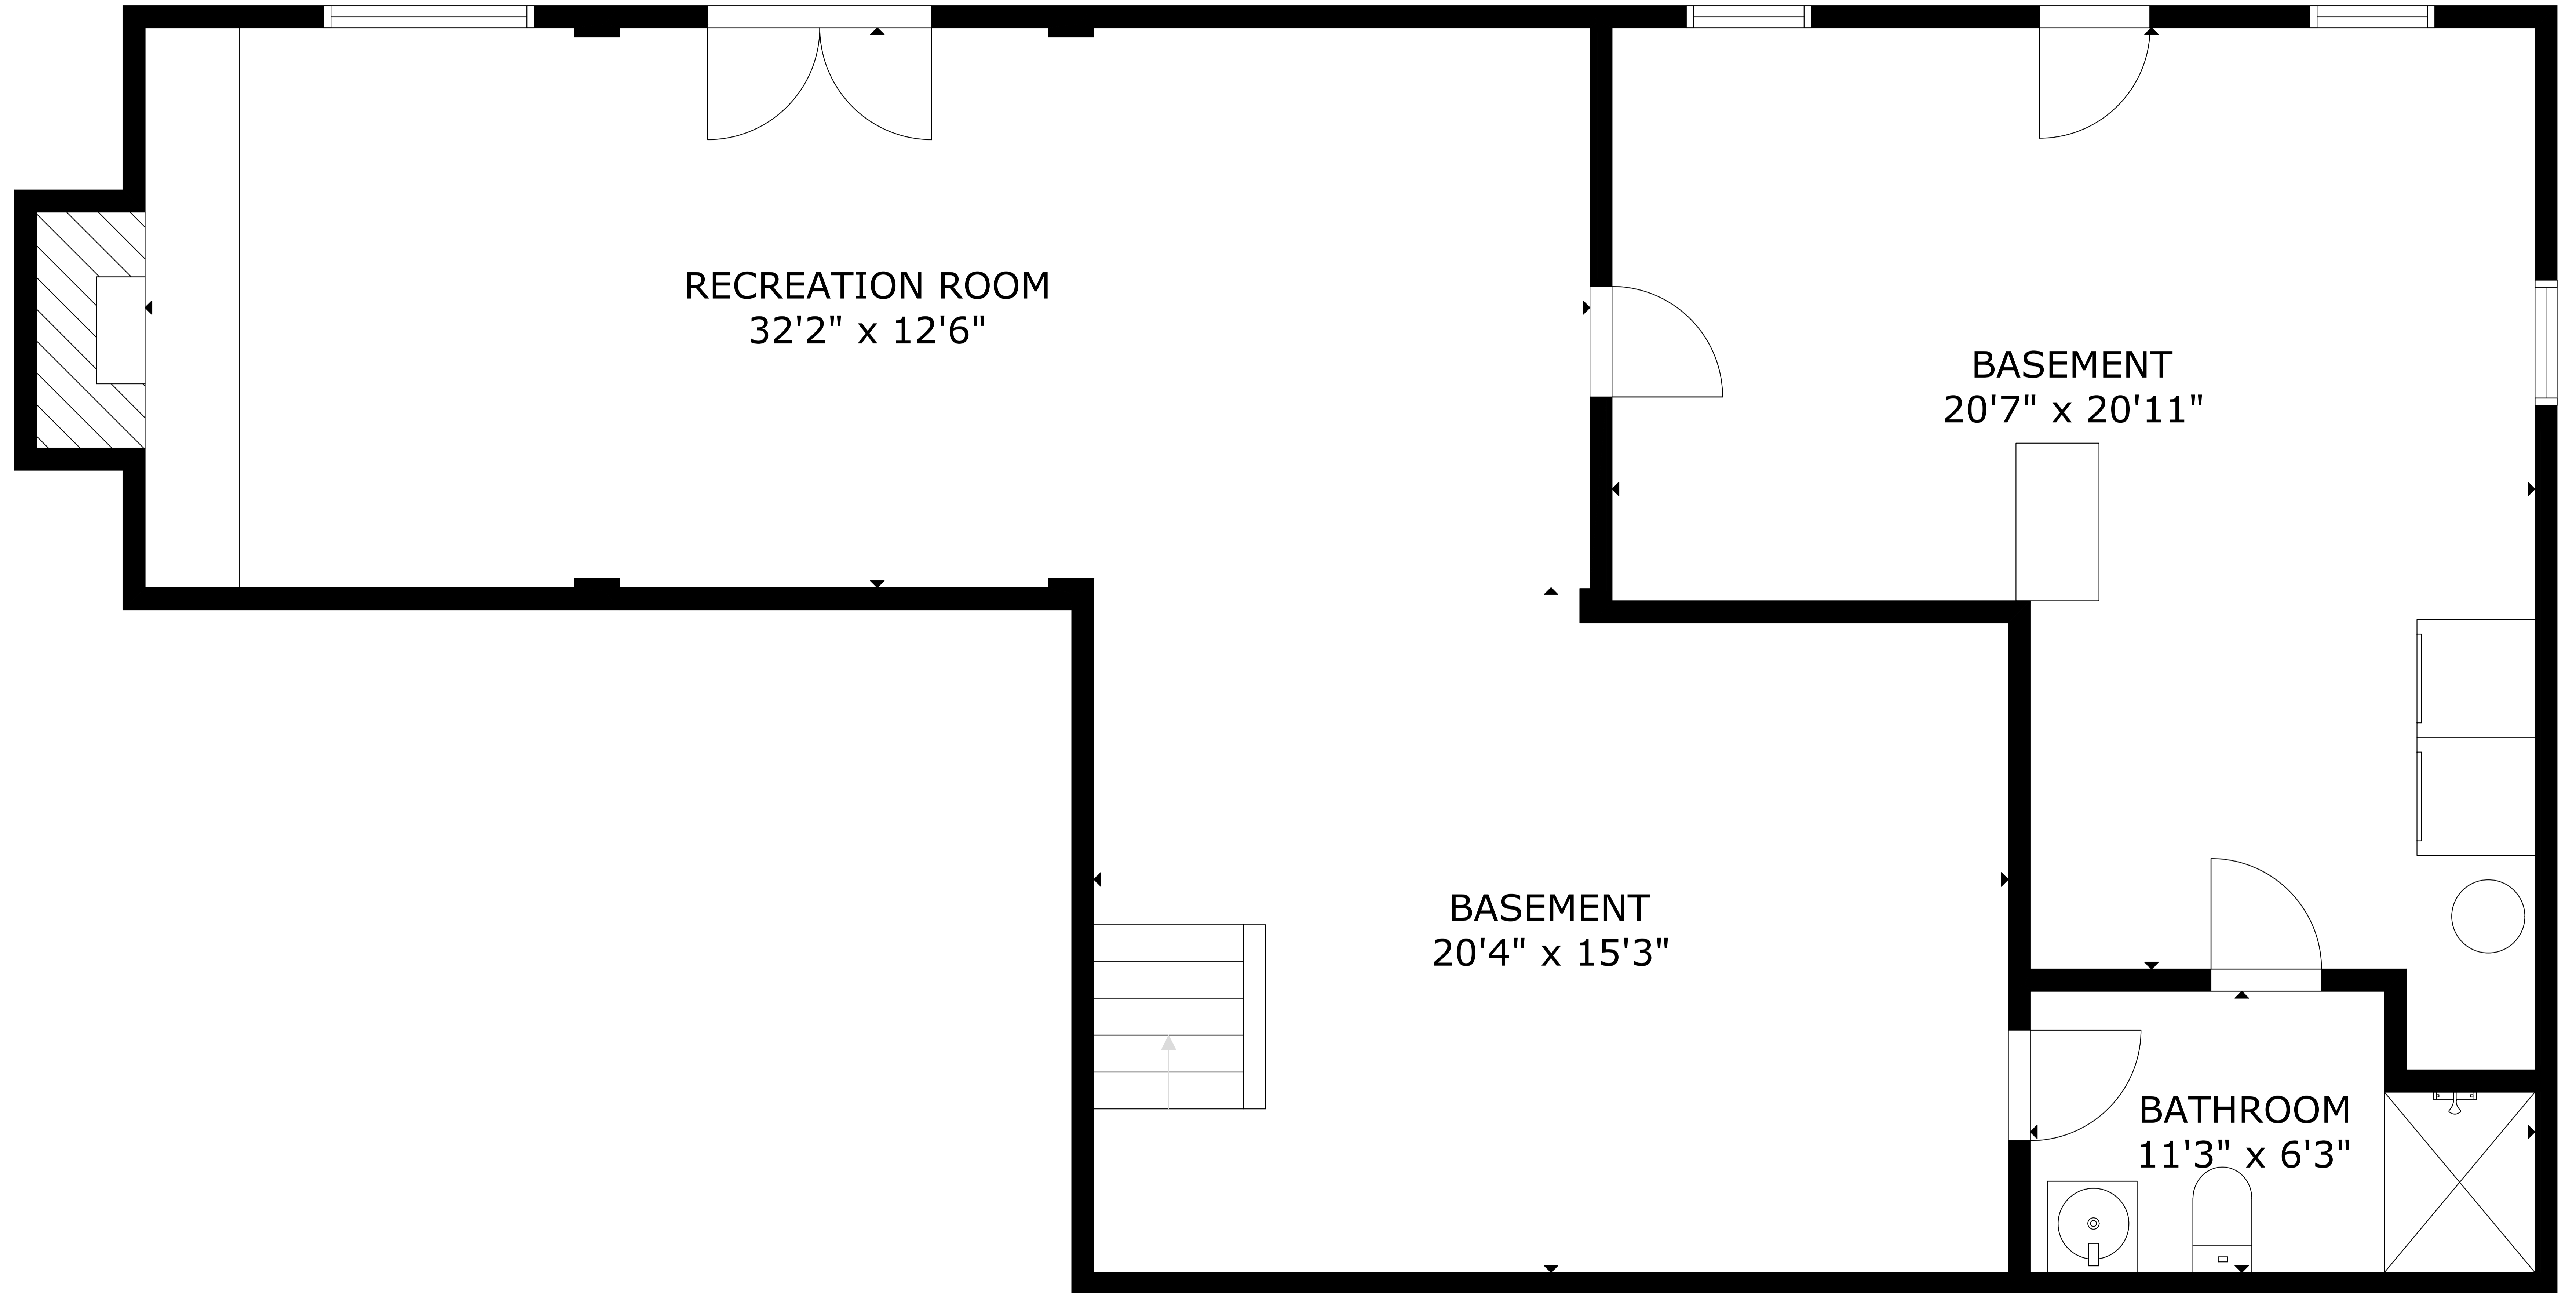 RECREATION ROOM
32'2" x 12'6"
BASEMENT
20'7" x 20'11"
BASEMENT
20'4" x 15'3"
BATHROOM
11'3" x 6'3"